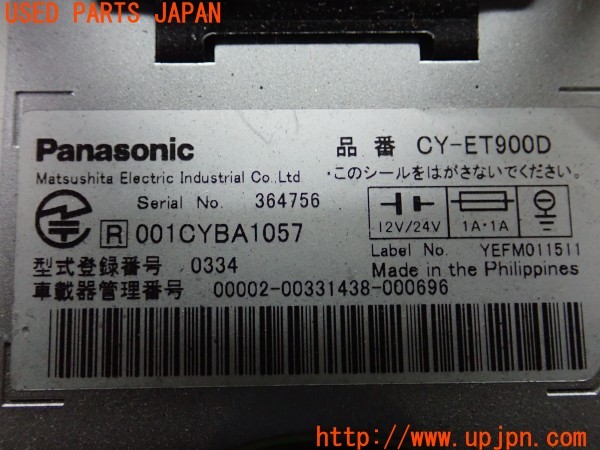 USED PARTS JAPAN
Panasonic 品番 CY-ET900D
Matsushita Electric Industrial Co.,Ltd. ・このシールをはがさないでください。
Serial No. 364756
R 001CYBA1057 12V/24V 1A・1A
Label No. YEFM011511
型式登録番号 0334 Made in the Philippines
車載器管理番号 00002-00331438-000696
http://www.upjpn.com